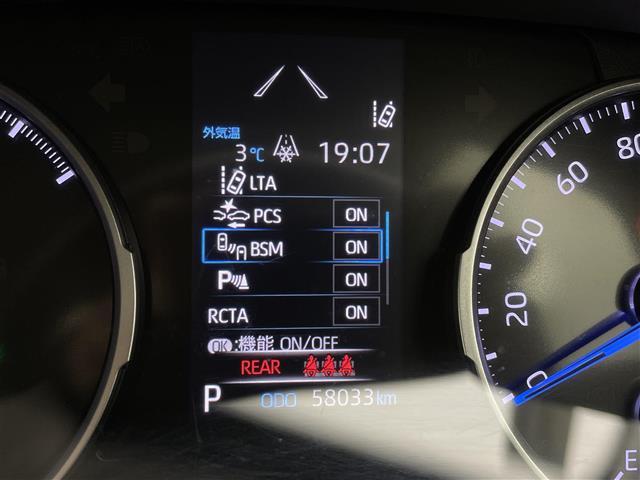 外気温
3℃ 19:07
LTA
PCS ON
BSM ON
P ON
RCTA ON
OK :機能 ON/OFF
REAR
P ODO 58033 km
0
20
40
60
80
E